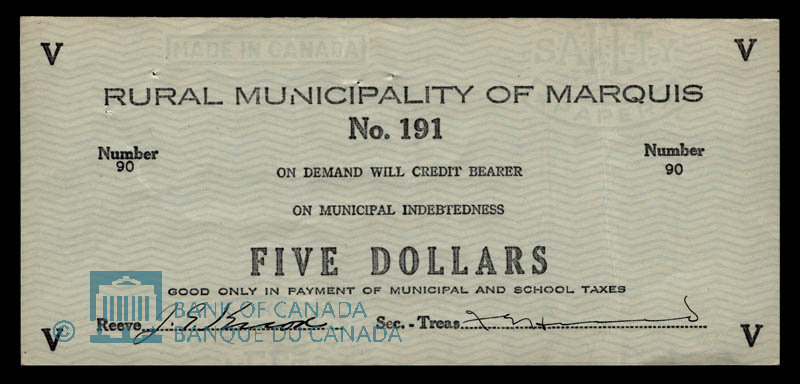 V V
MADE IN CANADA SAFETY
PAPER
RURAL MUNICIPALITY OF MARQUIS
No. 191
Number Number
90 90
ON DEMAND WILL CREDIT BEARER
ON MUNICIPAL INDEBTEDNESS
FIVE DOLLARS
GOOD ONLY IN PAYMENT OF MUNICIPAL AND SCHOOL TAXES
Reeve Sec. - Treas.
V V
© BANK OF CANADA
BANQUE DU CANADA